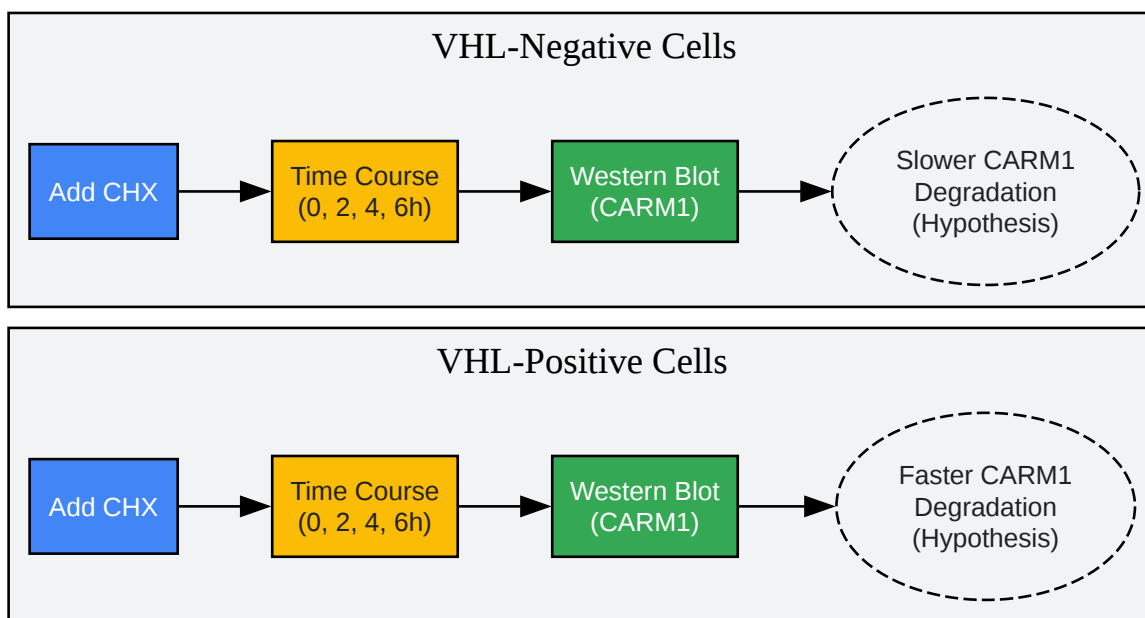 VHL-Negative Cells
Add CHX
Time Course
(0, 2, 4, 6h)
Western Blot
(CARM1)
Slower CARM1
Degradation
(Hypothesis)
VHL-Positive Cells
Add CHX
Time Course
(0, 2, 4, 6h)
Western Blot
(CARM1)
Faster CARM1
Degradation
(Hypothesis)